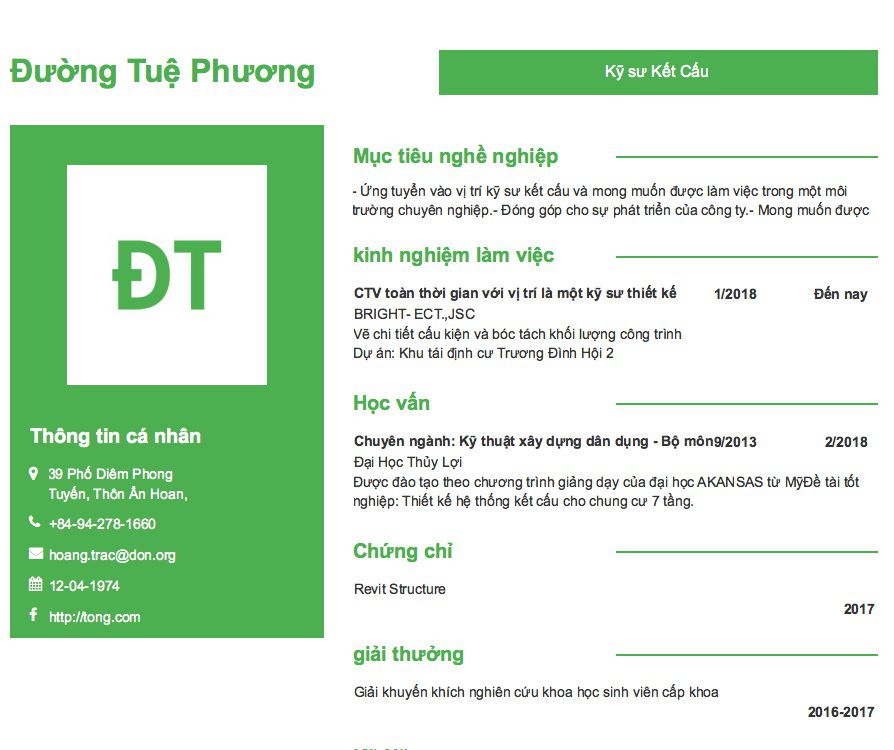 Đường Tuệ Phương
Kỹ sư Kết Cấu
ĐT
Thông tin cá nhân
39 Phố Diêm Phong
Tuyến, Thôn Ấn Hoan,
+84-94-278-1660
hoang.trac@don.org
12-04-1974
http://tong.com
Mục tiêu nghề nghiệp
- Ứng tuyển vào vị trí kỹ sư kết cấu và mong muốn được làm việc trong một môi
trường chuyên nghiệp.- Đóng góp cho sự phát triển của công ty.- Mong muốn được
kinh nghiệm làm việc
CTV toàn thời gian với vị trí là một kỹ sư thiết kế 1/2018 Đến nay
BRIGHT- ECT.,JSC
Vẽ chi tiết cấu kiện và bóc tách khối lượng công trình
Dự án: Khu tái định cư Trương Đình Hội 2
Học vấn
Chuyên ngành: Kỹ thuật xây dựng dân dụng - Bộ môn 9/2013 2/2018
Đại Học Thủy Lợi
Được đào tạo theo chương trình giảng dạy của đại học AKANSAS từ MỹĐề tài tốt
nghiệp: Thiết kế hệ thống kết cấu cho chung cư 7 tầng.
Chứng chỉ
Revit Structure
2017
giải thưởng
Giải khuyến khích nghiên cứu khoa học sinh viên cấp khoa
2016-2017